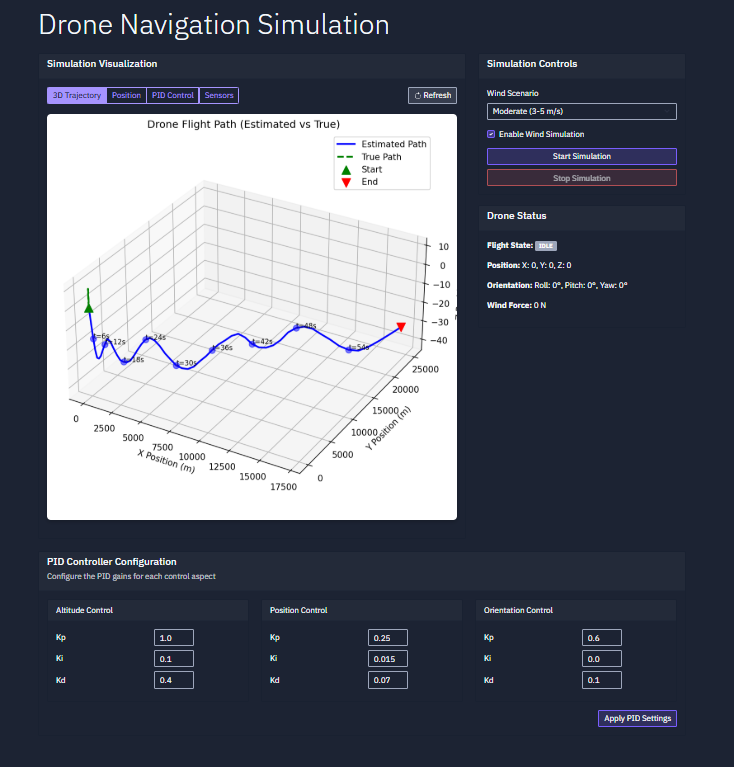 Drone Navigation Simulation
Simulation Visualization
3D Trajectory Position PID Control Sensors
Refresh
Drone Flight Path (Estimated vs True)
Estimated Path
True Path
Start
End
10
0
−10
−20
−30
−40
t=6s
t=12s
t=18s
t=24s
t=30s
t=36s
t=42s
t=48s
t=54s
0
2500
5000
7500
10000
12500
15000
17500
X Position (m)
0
5000
10000
15000
20000
25000
Y Position (m)
Simulation Controls
Wind Scenario
Moderate (3-5 m/s)
Enable Wind Simulation
Start Simulation
Stop Simulation
Drone Status
Flight State: IDLE
Position: X: 0, Y: 0, Z: 0
Orientation: Roll: 0°, Pitch: 0°, Yaw: 0°
Wind Force: 0 N
PID Controller Configuration
Configure the PID gains for each control aspect
Altitude Control
Kp 1.0
Ki 0.1
Kd 0.4
Position Control
Kp 0.25
Ki 0.015
Kd 0.07
Orientation Control
Kp 0.6
Ki 0.0
Kd 0.1
Apply PID Settings